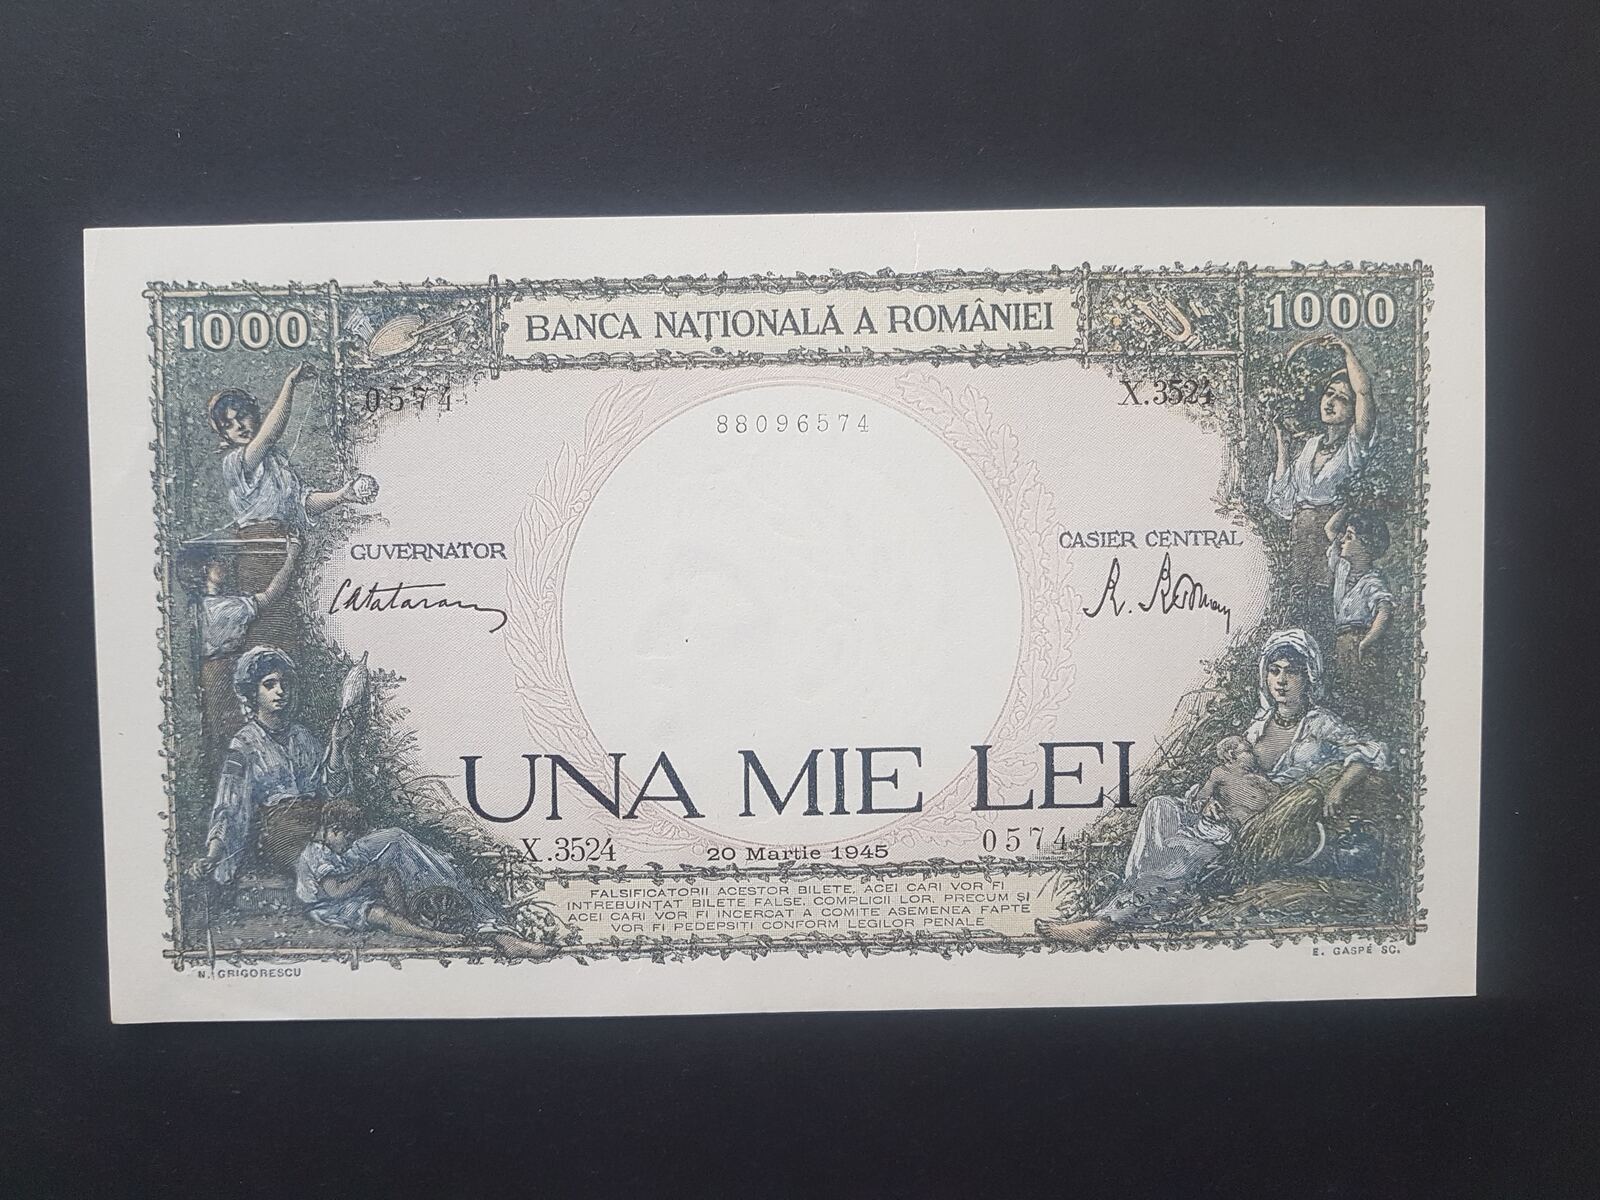 1000
BANCA NAȚIONALĂ A ROMÂNIEI
1000
0574
X.3524
88096574
GUVERNATOR
CASIER CENTRAL
UNA MIE LEI
X.3524
20 Martie 1945
0574
FALSIFICATORII ACESTOR BILETE, ACEI CARI VOR FI
INTREBUINȚAT BILETE FALSE, COMPLICII LOR, PRECUM ȘI
ACEI CARI VOR FI INCERCAT A COMITE ASEMENEA FAPTE
VOR FI PEDEPSIȚI CONFORM LEGILOR PENALE
N. GRIGORESCU
E. GASPÉ SC.